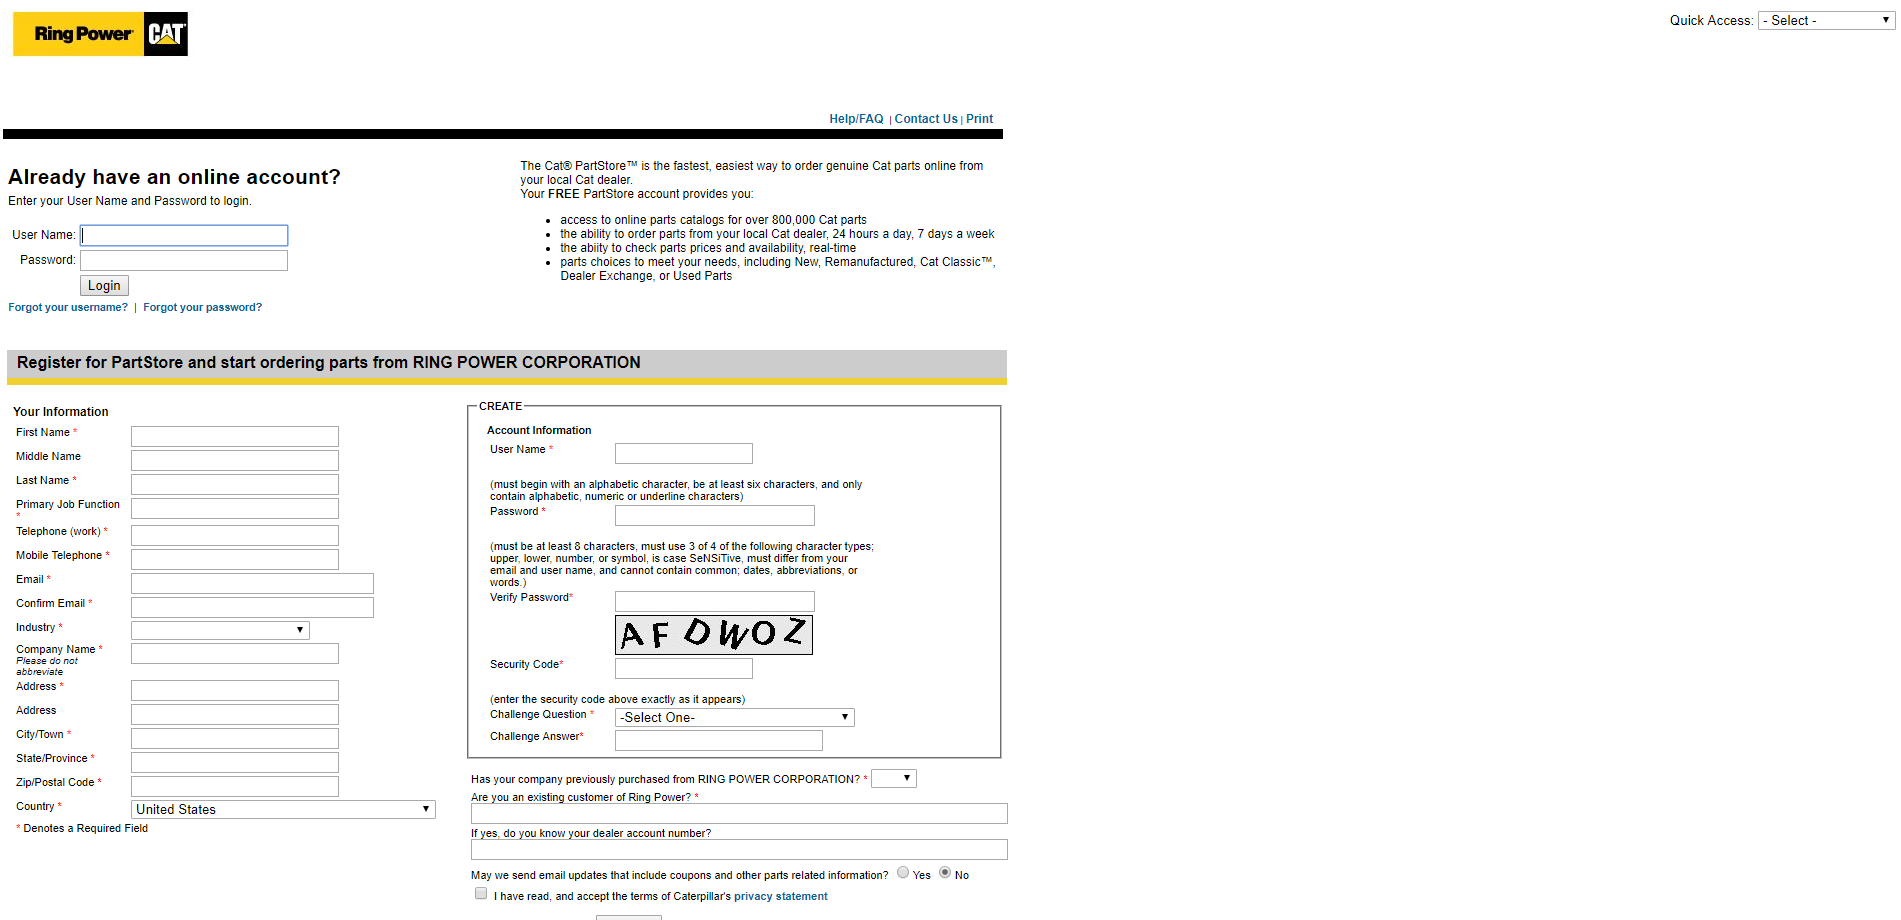 Ring Power CAT
Quick Access: - Select -
Help/FAQ | Contact Us | Print
Already have an online account?
Enter your User Name and Password to login.
User Name:
Password:
Login
Forgot your username? | Forgot your password?
The Cat® PartStore™ is the fastest, easiest way to order genuine Cat parts online from
your local Cat dealer.
Your FREE PartStore account provides you:
• access to online parts catalogs for over 800,000 Cat parts
• the ability to order parts from your local Cat dealer, 24 hours a day, 7 days a week
• the abiity to check parts prices and availability, real-time
• parts choices to meet your needs, including New, Remanufactured, Cat Classic™,
Dealer Exchange, or Used Parts
Register for PartStore and start ordering parts from RING POWER CORPORATION
Your Information
First Name *
Middle Name
Last Name *
Primary Job Function
*
Telephone (work) *
Mobile Telephone *
Email *
Confirm Email *
Industry *
Company Name *
Please do not
abbreviate
Address *
Address
City/Town *
State/Province *
Zip/Postal Code *
Country * United States
* Denotes a Required Field
CREATE
Account Information
User Name *
(must begin with an alphabetic character, be at least six characters, and only
contain alphabetic, numeric or underline characters)
Password *
(must be at least 8 characters, must use 3 of 4 of the following character types;
upper, lower, number, or symbol, is case SeNSiTive, must differ from your
email and user name, and cannot contain common; dates, abbreviations, or
words.)
Verify Password*
AFDWOZ
Security Code*
(enter the security code above exactly as it appears)
Challenge Question * -Select One-
Challenge Answer*
Has your company previously purchased from RING POWER CORPORATION? *
Are you an existing customer of Ring Power? *
If yes, do you know your dealer account number?
May we send email updates that include coupons and other parts related information? Yes No
I have read, and accept the terms of Caterpillar's privacy statement